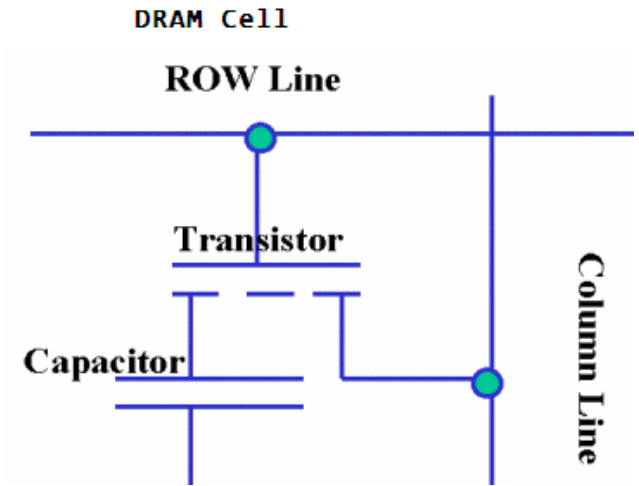 DRAM Cell
ROW Line
Transistor
Capacitor
Column Line